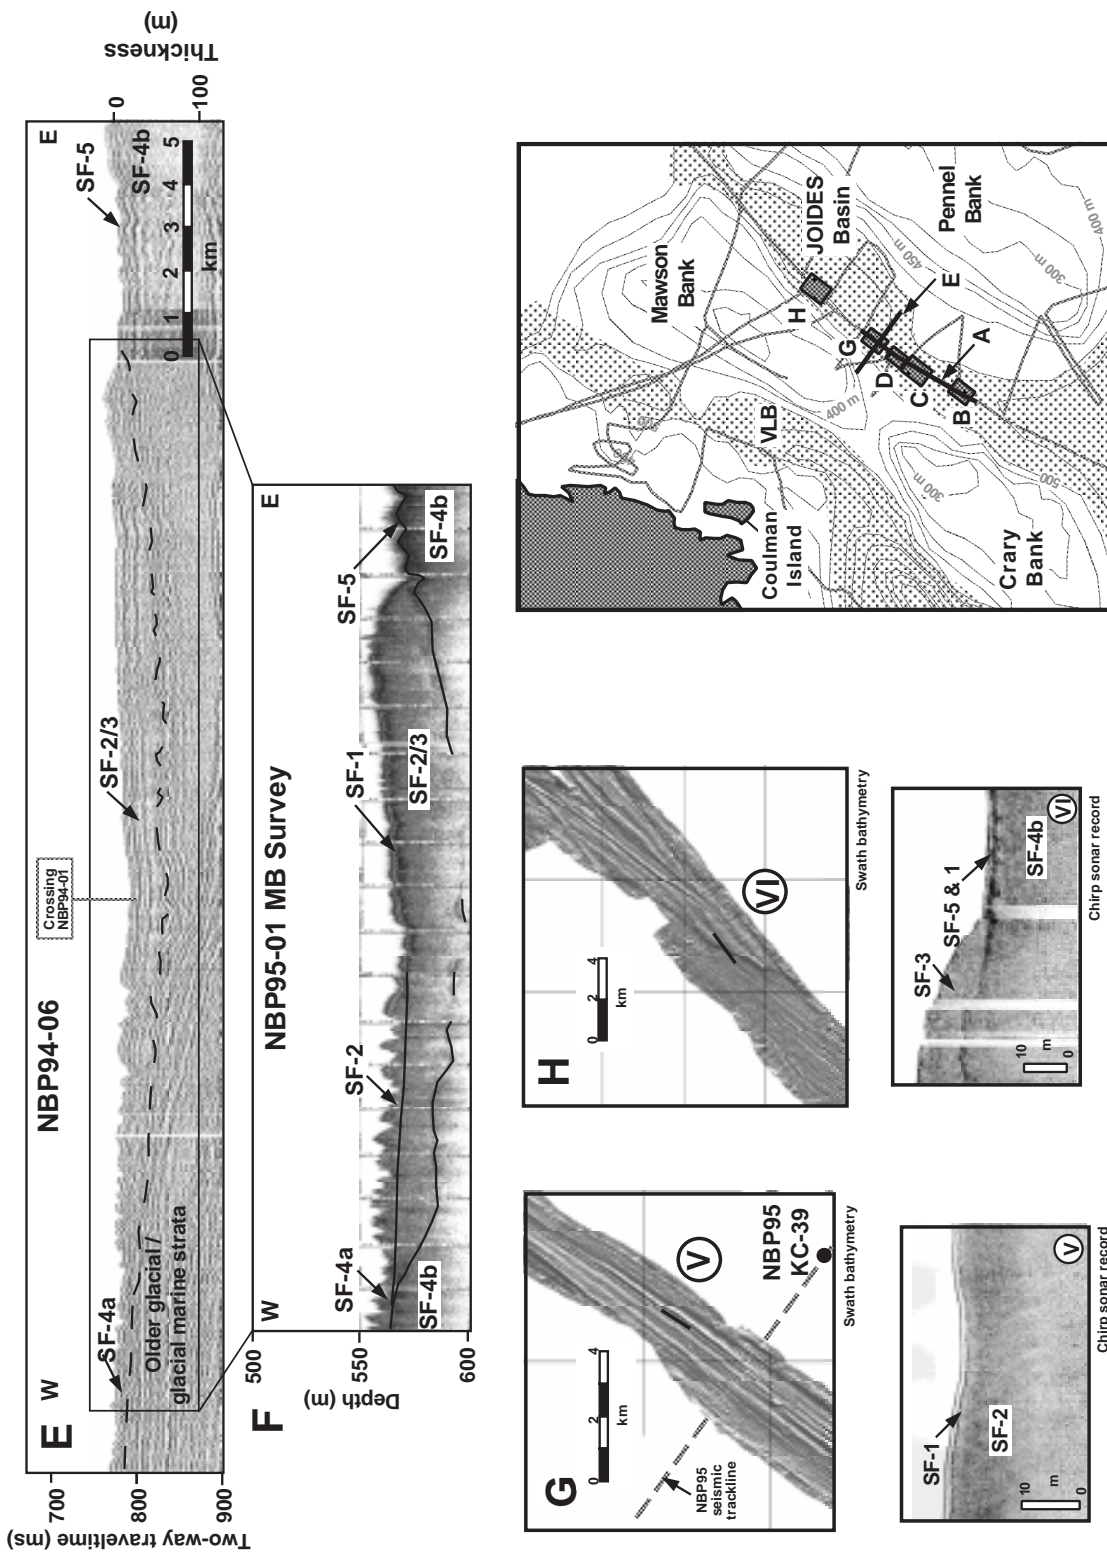 E
W
NBP94-06
E
700
800
900
Two-way traveltime (ms)
SF-4a
Older glacial /
glacial marine strata
Crossing
NBP94-01
SF-2/3
SF-5
SF-4b
0 1 2 3 4 5
km
0
100
Thickness
(m)
F
W
NBP95-01 MB Survey
E
500
550
600
Depth (m)
SF-4a
SF-4b
SF-2
SF-1
SF-2/3
SF-5
SF-4b
G
0 2 4
km
V
NBP95
KC-39
NBP95
seismic
trackline
Swath bathymetry
SF-1
SF-2
10
m
0
V
Chirp sonar record
H
0 2 4
km
VI
Swath bathymetry
SF-3
SF-5 & 1
SF-4b
10
m
0
VI
Chirp sonar record
Mawson
Bank
JOIDES
Basin
Pennel
Bank
Coulman
Island
VLB
Crary
Bank
H
G
E
D
C
A
B
400 m
450 m
300 m
400 m
300 m
500